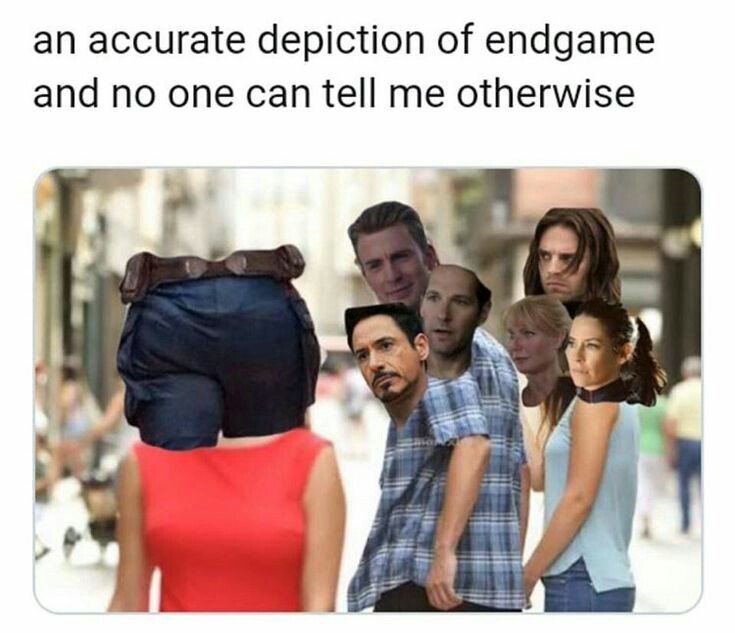 an accurate depiction of endgame
and no one can tell me otherwise